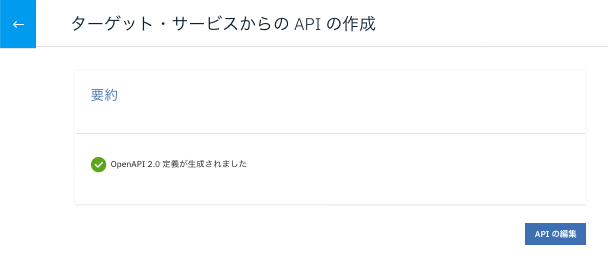 ターゲット・サービスからの API の作成
要約
OpenAPI 2.0 定義が生成されました
API の編集